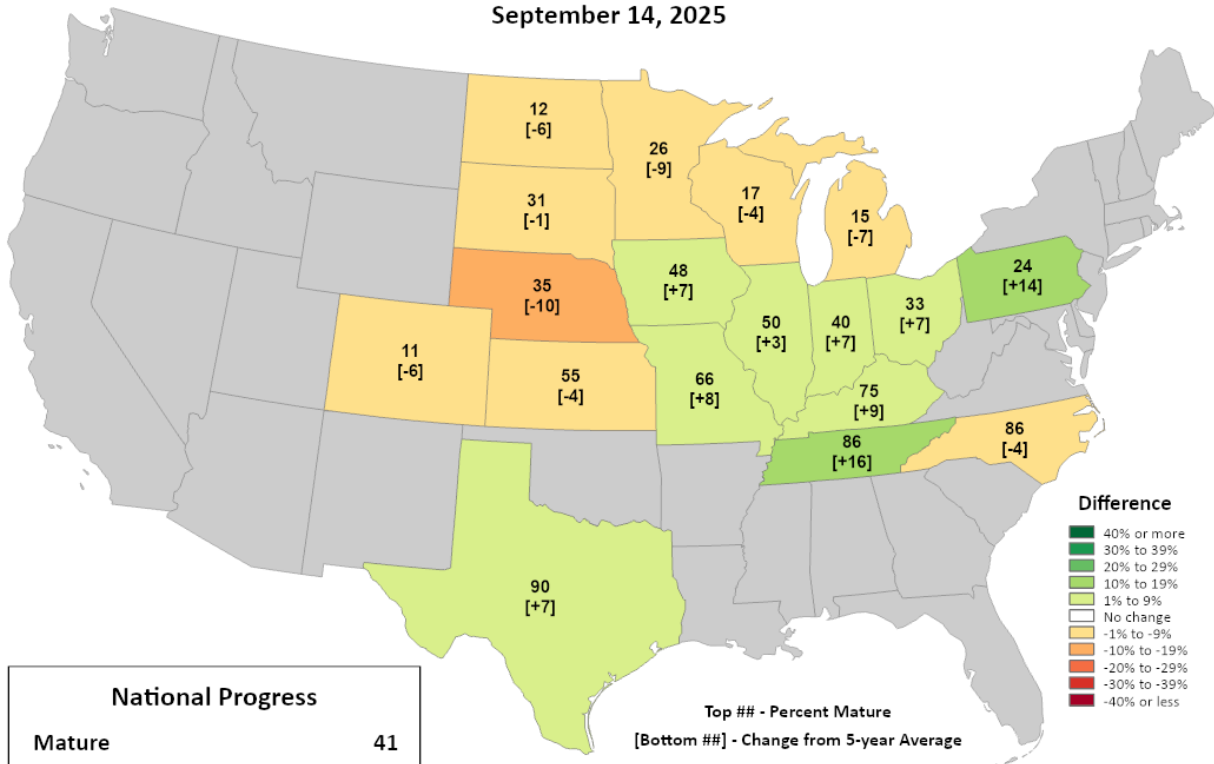 September 14, 2025
12
[-6]
26
[-9]
17
[-4]
15
[-7]
31
[-1]
35
[-10]
48
[+7]
50
[+3]
40
[+7]
33
[+7]
24
[+14]
11
[-6]
55
[-4]
66
[+8]
75
[+9]
86
[+16]
86
[-4]
90
[+7]
Difference
40% or more
30% to 39%
20% to 29%
10% to 19%
1% to 9%
No change
-1% to -9%
-10% to -19%
-20% to -29%
-30% to -39%
-40% or less
National Progress
Mature 41
Top ## - Percent Mature
[Bottom ##] - Change from 5-year Average